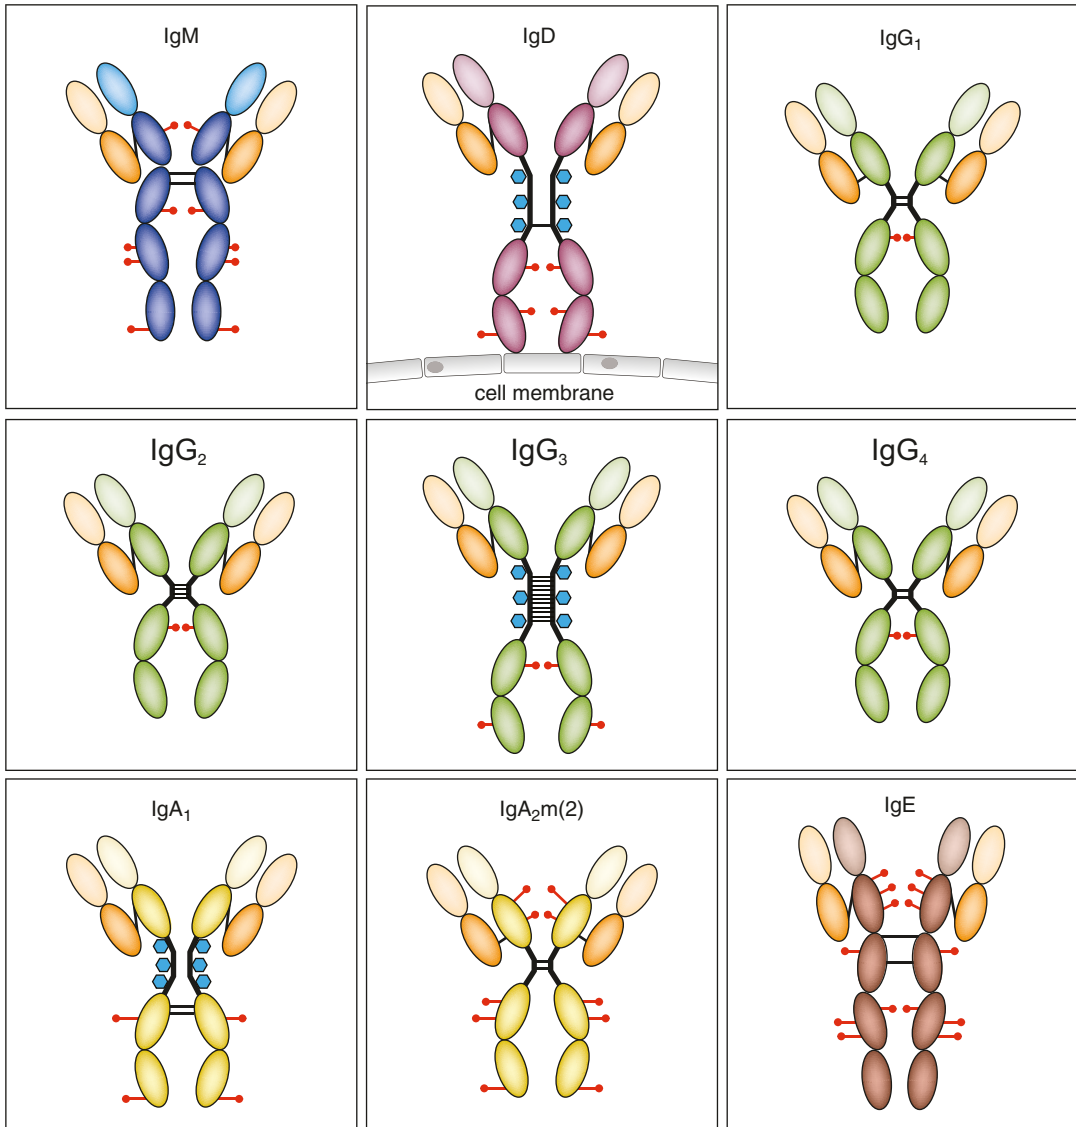 IgM
IgD
IgG₁
cell membrane
IgG₂
IgG₃
IgG₄
IgA₁
IgA₂m(2)
IgE